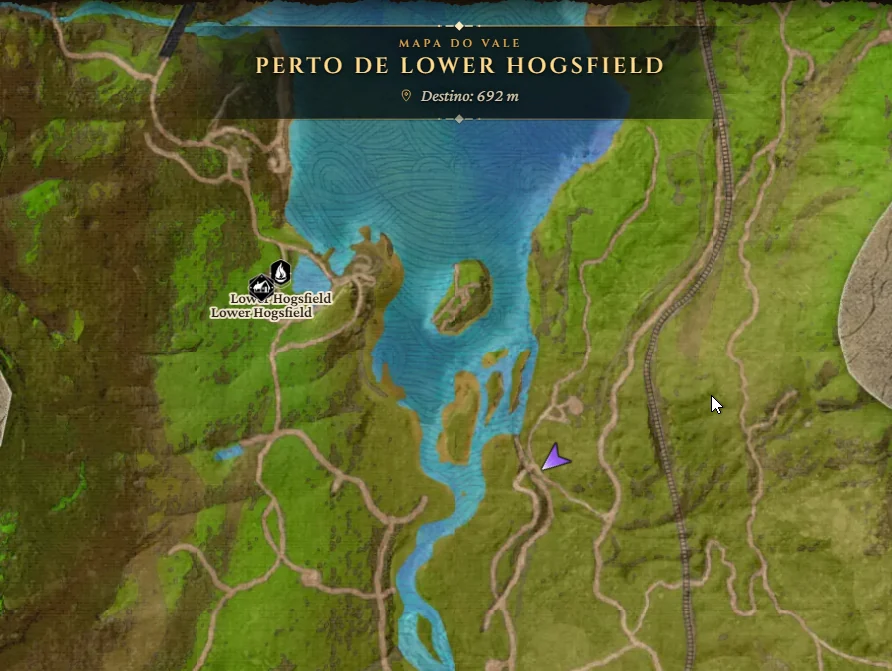 MAPA DO VALE
PERTO DE LOWER HOGSFIELD
Destino: 692 m
Lower Hogsfield
Lower Hogsfield